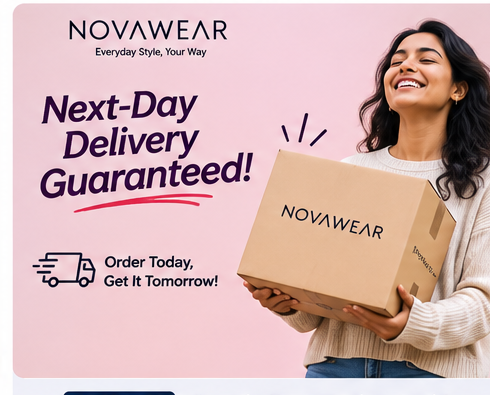 NOVAWEAR
Everyday Style, Your Way
Next-Day
Delivery
Guaranteed!
Order Today,
Get It Tomorrow!
NOVAWEAR